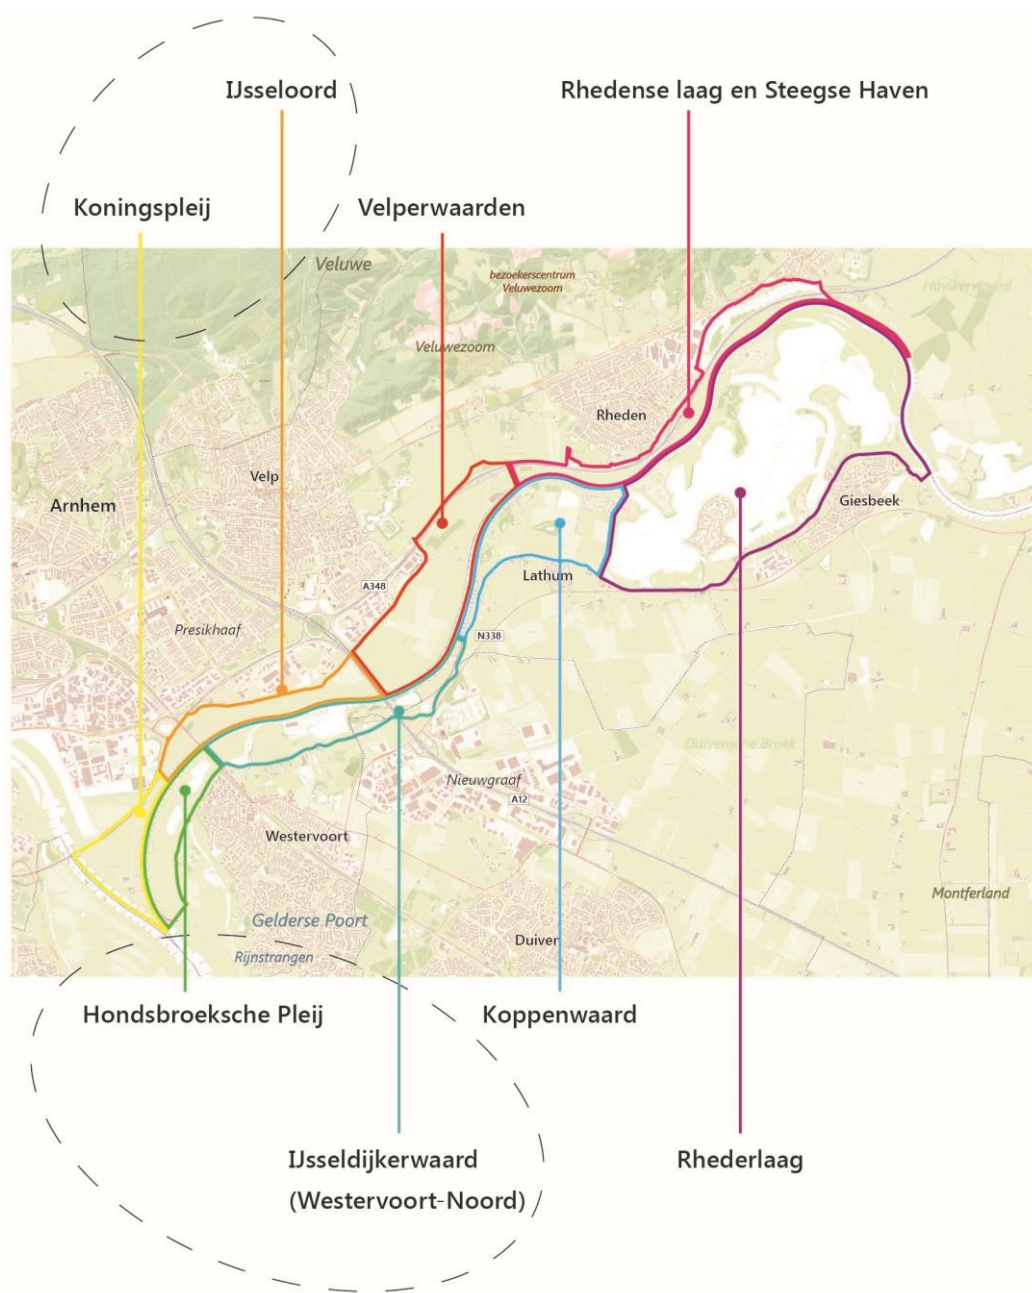 IJsseloord
Rhedense laag en Steegse Haven
Koningspleij
Velperwaarden
Veluwe
bezoekerscentrum
Veluwezoom
Havikerwaard
Veluwezoom
Rheden
Velp
Arnhem
Giesbeek
A348
Lathum
Presikhaaf
N338
Duivensche Broek
Nieuwgraaf
A12
Westervoort
Montferland
Gelderse Poort
Duiven
Rijnstrangen
Hondsbroeksche Pleij
Koppenwaard
IJsseldijkerwaard
(Westervoort-Noord)
Rhederlaag